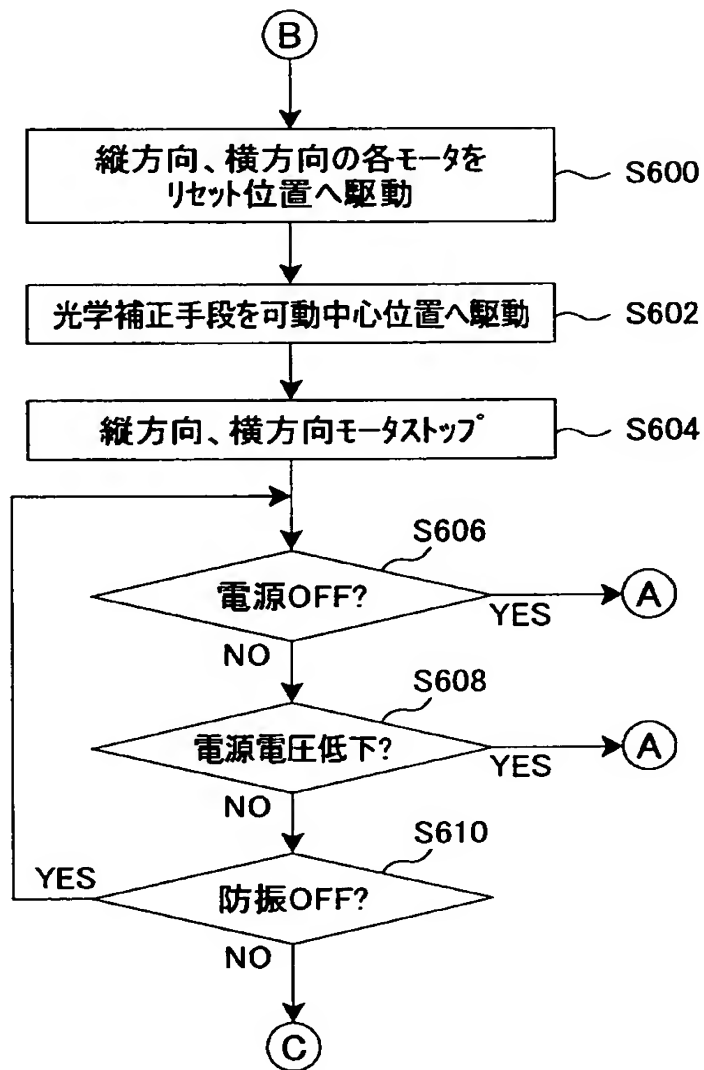 B
縦方向、横方向の各モータを
リセット位置へ駆動
S600
光学補正手段を可動中心位置へ駆動
S602
縦方向、横方向モータストップ
S604
S606
電源OFF?
YES
A
NO
S608
電源電圧低下?
YES
A
NO
S610
YES
防振OFF?
NO
C